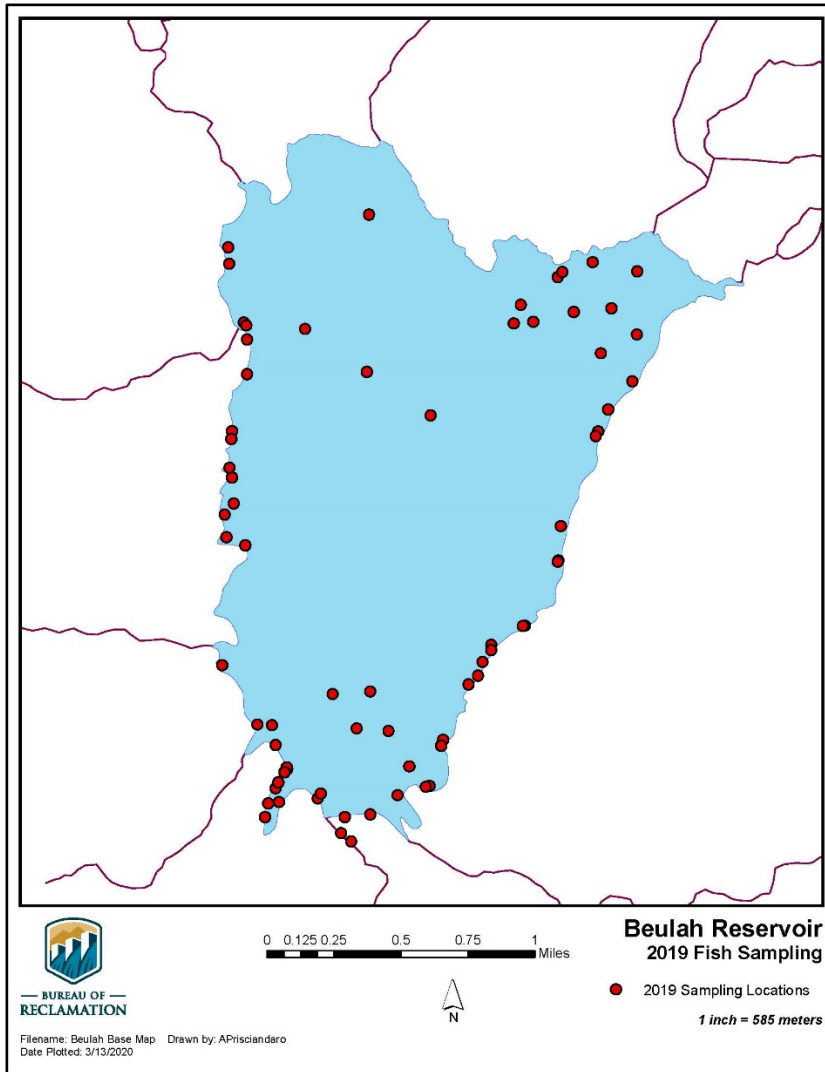 0 0.125 0.25 0.5 0.75 1
Miles
N
BUREAU OF
RECLAMATION
Beulah Reservoir
2019 Fish Sampling
2019 Sampling Locations
1 inch = 585 meters
Filename: Beulah Base Map Drawn by: APrisciandaro
Date Plotted: 3/13/2020